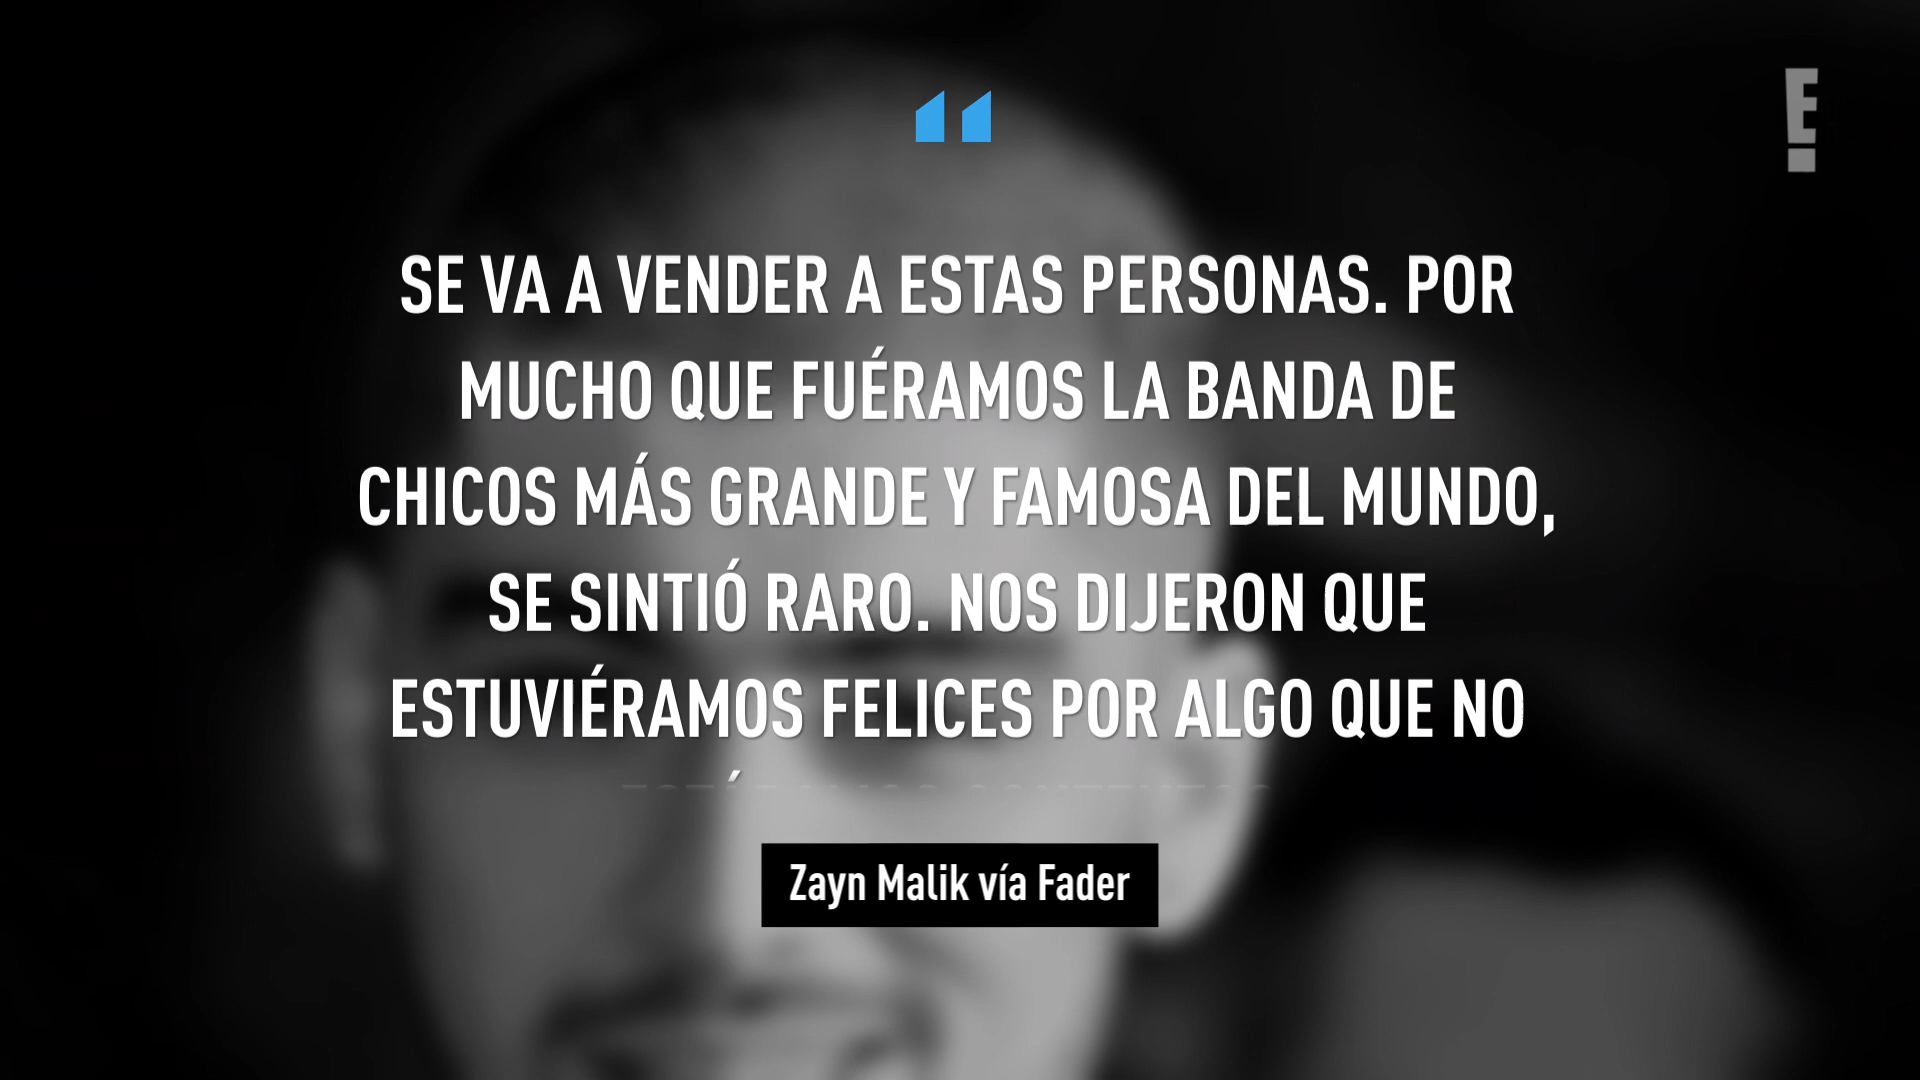 E!
SE VA A VENDER A ESTAS PERSONAS. POR
MUCHO QUE FUÉRAMOS LA BANDA DE
CHICOS MÁS GRANDE Y FAMOSA DEL MUNDO,
SE SINTIÓ RARO. NOS DIJERON QUE
ESTUVIÉRAMOS FELICES POR ALGO QUE NO
Zayn Malik vía Fader